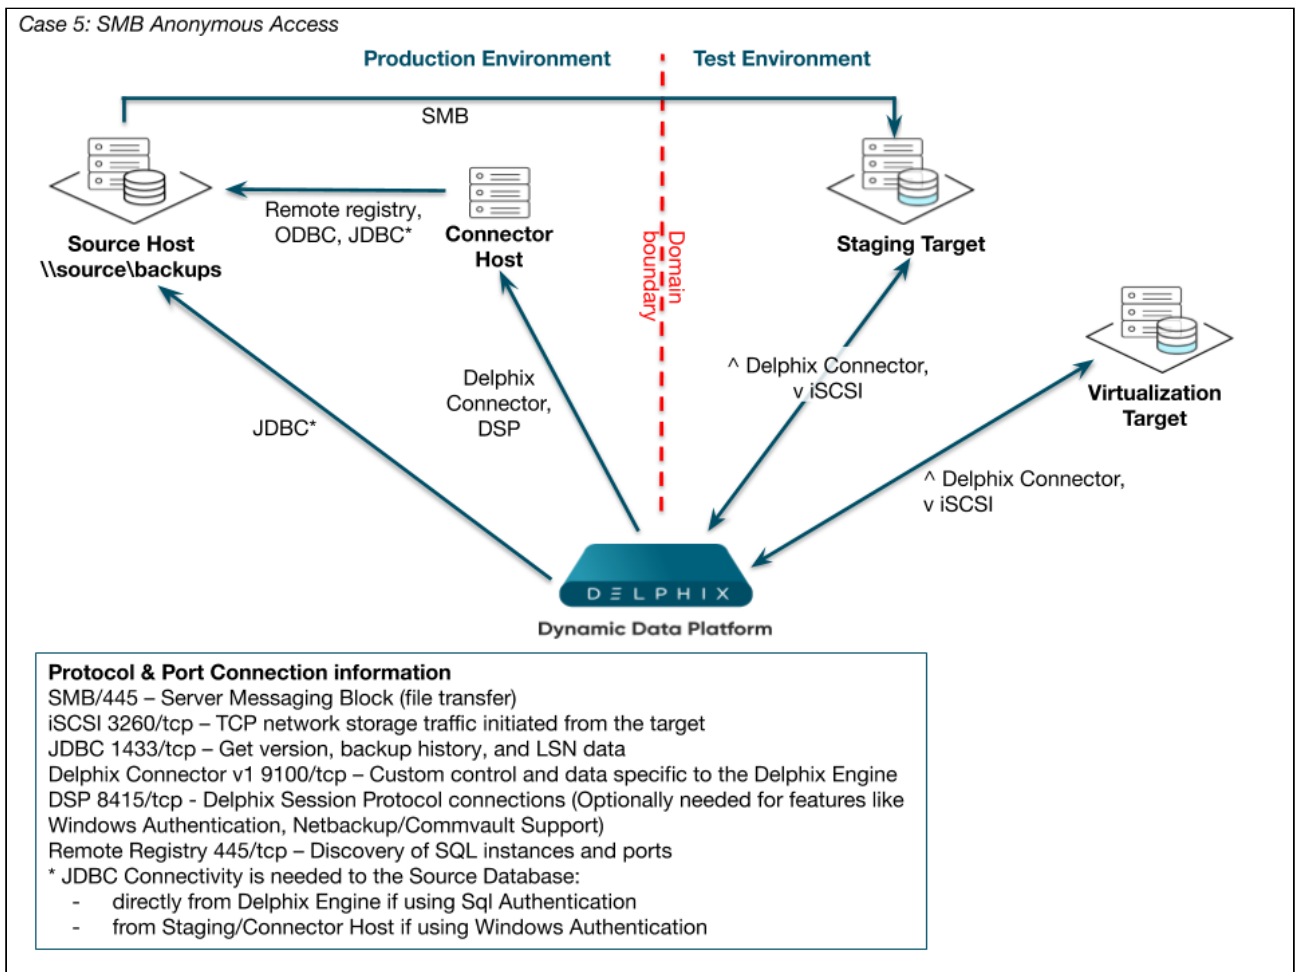 Case 5: SMB Anonymous Access
Production Environment
Test Environment
SMB
Remote registry,
ODBC, JDBC*
Source Host
\\source\backups
Connector
Host
Domain
boundary
Staging Target
Virtualization
Target
^ Delphix Connector,
v iSCSI
Delphix
Connector,
DSP
JDBC*
^ Delphix Connector,
v iSCSI
DELPHIX
Dynamic Data Platform
Protocol & Port Connection information
SMB/445 – Server Messaging Block (file transfer)
iSCSI 3260/tcp – TCP network storage traffic initiated from the target
JDBC 1433/tcp – Get version, backup history, and LSN data
Delphix Connector v1 9100/tcp – Custom control and data specific to the Delphix Engine
DSP 8415/tcp - Delphix Session Protocol connections (Optionally needed for features like
Windows Authentication, Netbackup/Commvault Support)
Remote Registry 445/tcp – Discovery of SQL instances and ports
* JDBC Connectivity is needed to the Source Database:
- directly from Delphix Engine if using Sql Authentication
- from Staging/Connector Host if using Windows Authentication